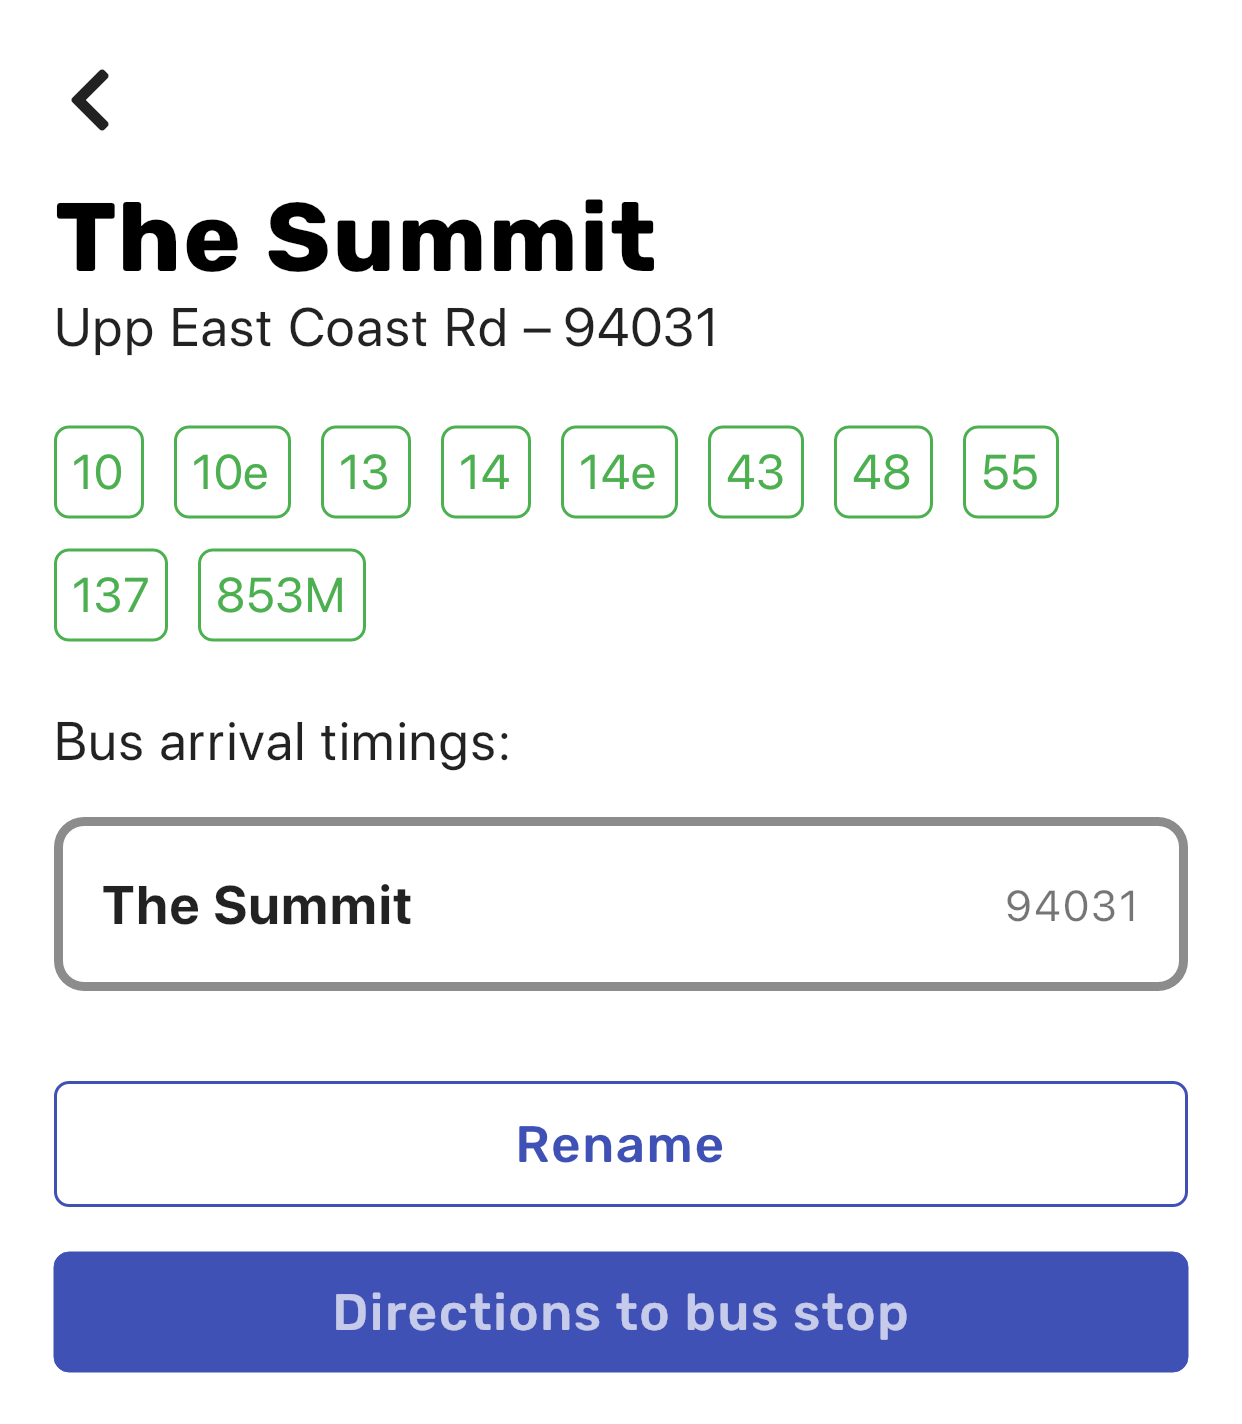 The Summit
Upp East Coast Rd – 94031
10 10e 13 14 14e 43 48 55
137 853M
Bus arrival timings:
The Summit 94031
Rename
Directions to bus stop